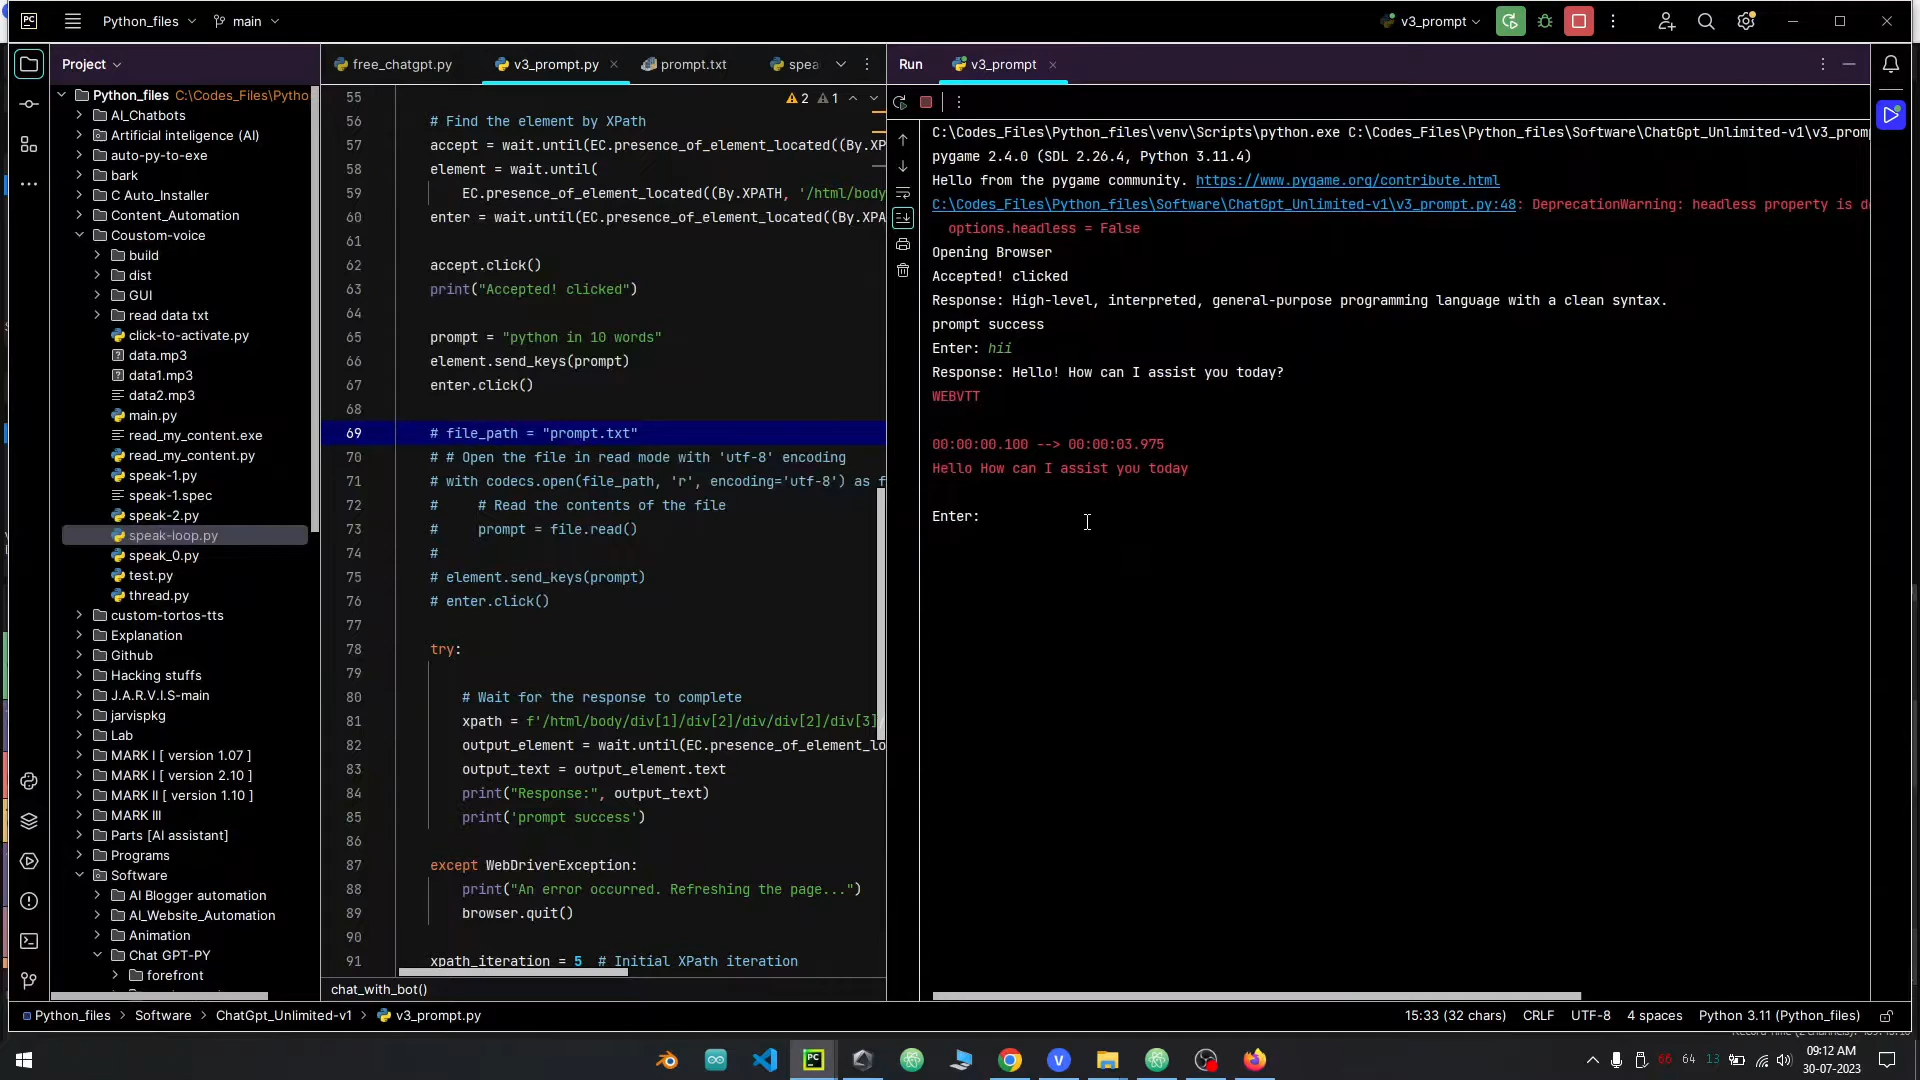 Python_files
main
v3_prompt
Project
free_chatgpt.py
v3_prompt.py
prompt.txt
spea
Run
v3_prompt
Python_files C:\Codes_Files\Pytho
AI_Chatbots
Artificial inteligence (AI)
auto-py-to-exe
bark
C Auto_Installer
Content_Automation
Coustom-voice
build
dist
GUI
read data txt
click-to-activate.py
data.mp3
data1.mp3
data2.mp3
main.py
read_my_content.exe
read_my_content.py
speak-1.py
speak-1.spec
speak-2.py
speak-loop.py
speak_0.py
test.py
thread.py
custom-tortos-tts
Explanation
Github
Hacking stuffs
J.A.R.V.I.S-main
jarvispkg
Lab
MARK I [ version 1.07 ]
MARK I [ version 2.10 ]
MARK II [ version 1.10 ]
MARK III
Parts [AI assistant]
Programs
Software
AI Blogger automation
AI_Website_Automation
Animation
Chat GPT-PY
forefront
2 1
55
56 # Find the element by XPath
57 accept = wait.until(EC.presence_of_element_located((By.XP
58 element = wait.until(
59 EC.presence_of_element_located((By.XPATH, '/html/body
60 enter = wait.until(EC.presence_of_element_located((By.XPA
61
62 accept.click()
63 print("Accepted! clicked")
64
65 prompt = "python in 10 words"
66 element.send_keys(prompt)
67 enter.click()
68
69 # file_path = "prompt.txt"
70 # # Open the file in read mode with 'utf-8' encoding
71 # with codecs.open(file_path, 'r', encoding='utf-8') as f
72 # # Read the contents of the file
73 # prompt = file.read()
74 #
75 # element.send_keys(prompt)
76 # enter.click()
77
78 try:
79
80 # Wait for the response to complete
81 xpath = f'/html/body/div[1]/div[2]/div/div[2]/div[3]/
82 output_element = wait.until(EC.presence_of_element_lo
83 output_text = output_element.text
84 print("Response:", output_text)
85 print('prompt success')
86
87 except WebDriverException:
88 print("An error occurred. Refreshing the page...")
89 browser.quit()
90
91 xpath_iteration = 5 # Initial XPath iteration
chat_with_bot()
C:\Codes_Files\Python_files\venv\Scripts\python.exe C:\Codes_Files\Python_files\Software\ChatGpt_Unlimited-v1\v3_prom
pygame 2.4.0 (SDL 2.26.4, Python 3.11.4)
Hello from the pygame community. https://www.pygame.org/contribute.html
C:\Codes_Files\Python_files\Software\ChatGpt_Unlimited-v1\v3_prompt.py:48: DeprecationWarning: headless property is d
options.headless = False
Opening Browser
Accepted! clicked
Response: High-level, interpreted, general-purpose programming language with a clean syntax.
prompt success
Enter: hii
Response: Hello! How can I assist you today?
WEBVTT
00:00:00.100 --> 00:00:03.975
Hello How can I assist you today
Enter:
Python_files > Software > ChatGpt_Unlimited-v1 > v3_prompt.py
15:33 (32 chars) CRLF UTF-8 4 spaces Python 3.11 (Python_files)
66 64 13
09:12 AM
30-07-2023